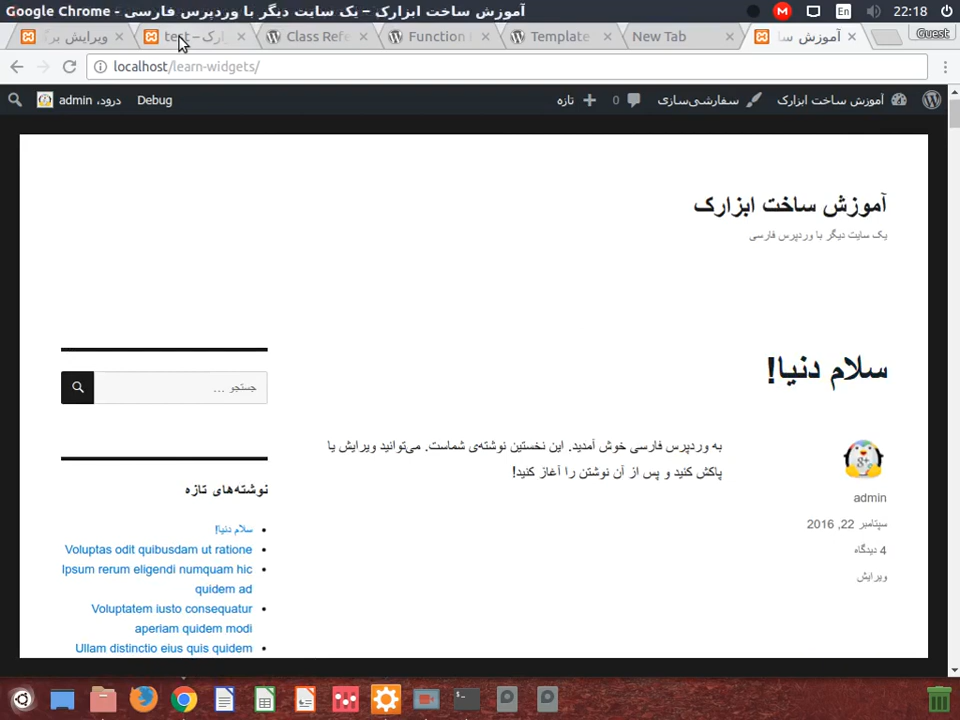 آموزش ساخت ابزارک – یک سایت دیگر با وردپرس فارسی - Google Chrome
En
22:18
ویرایش بر
test –
Class Refe
Function
Template
New Tab
آموزش سا
Guest
localhost/learn-widgets/
آموزش ساخت ابزارک
سفارشی‌سازی
0
تازه
Debug
درود، admin
آموزش ساخت ابزارک
یک سایت دیگر با وردپرس فارسی
سلام دنیا!
به وردپرس فارسی خوش آمدید. این نخستین نوشته‌ی شماست. می‌توانید ویرایش یا
پاکش کنید و پس از آن نوشتن را آغاز کنید!
admin
سپتامبر 22, 2016
4 دیدگاه
ویرایش
جستجو …
نوشته‌های تازه
سلام دنیا!
Voluptas odit quibusdam ut ratione
Ipsum rerum eligendi numquam hic
quidem ad
Voluptatem iusto consequatur
aperiam quidem modi
Ullam distinctio eius quis quidem